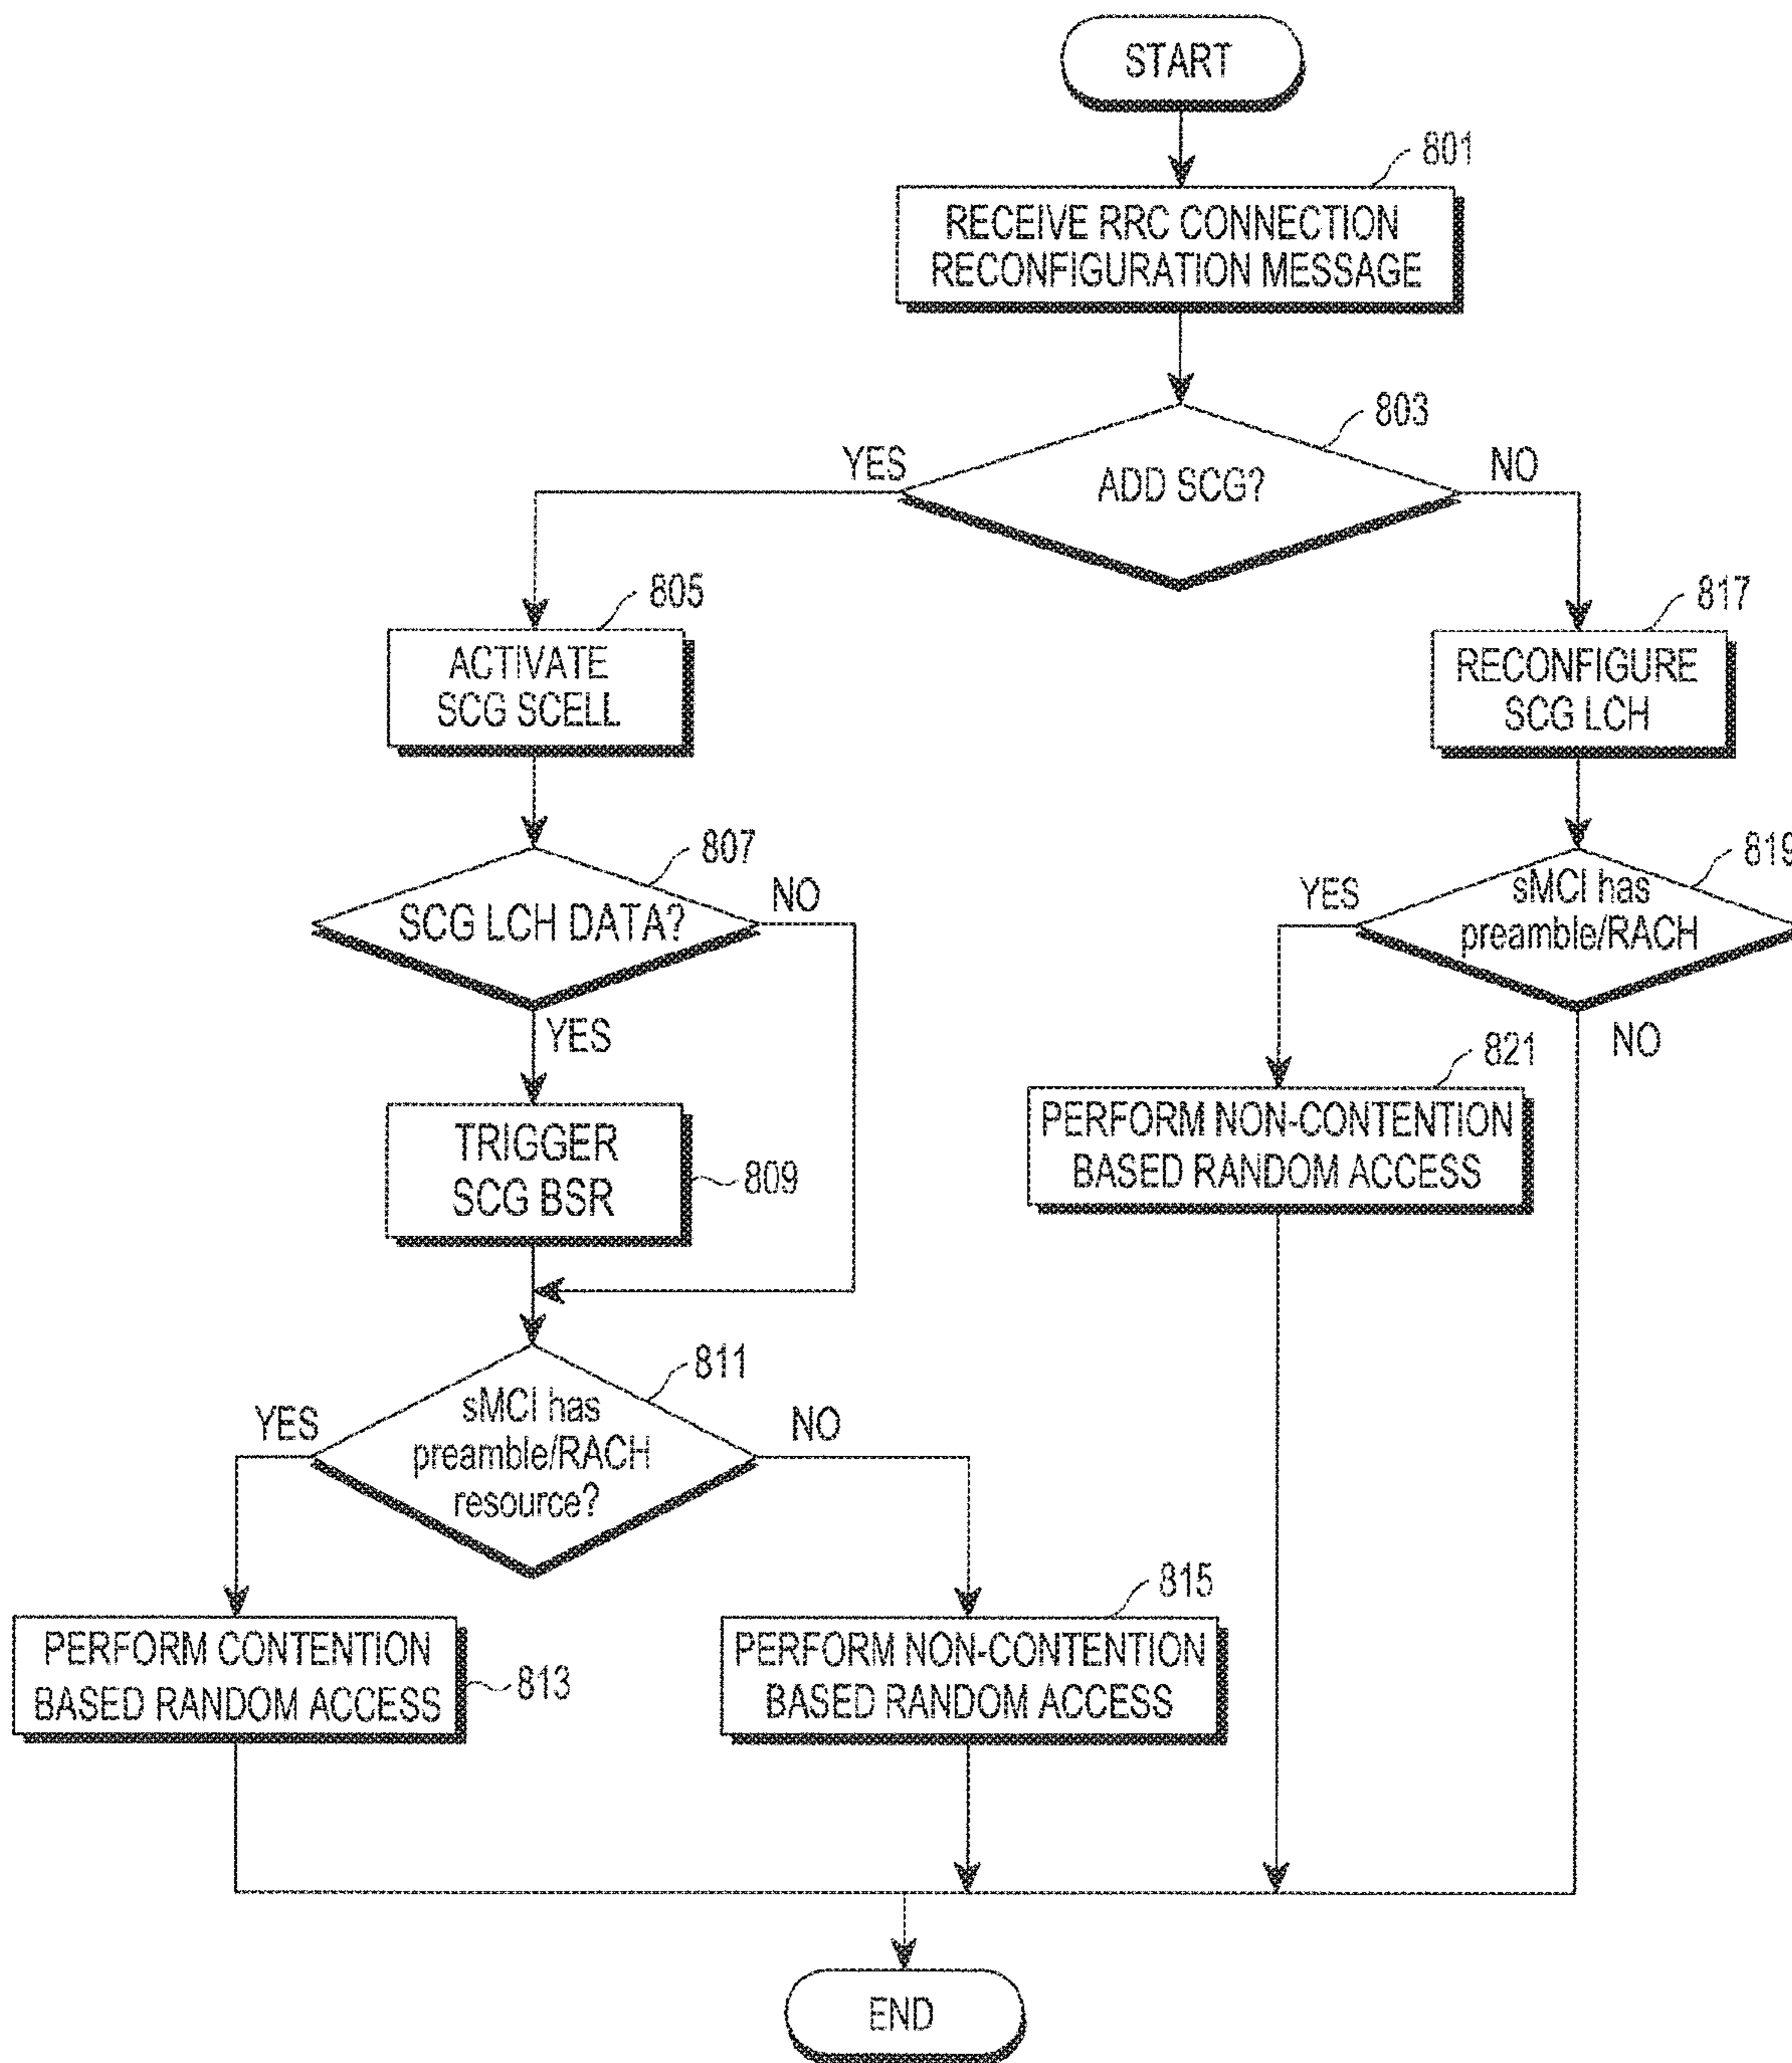 START
801
RECEIVE RRC CONNECTION
RECONFIGURATION MESSAGE
803
YES
ADD SCG?
NO
805
ACTIVATE
SCG SCELL
817
RECONFIGURE
SCG LCH
807
SCG LCH DATA?
NO
YES
819
sMCI has
preamble/RACH
YES
NO
TRIGGER
SCG BSR
809
821
PERFORM NON-CONTENTION
BASED RANDOM ACCESS
811
sMCI has
preamble/RACH
resource?
YES
NO
PERFORM CONTENTION
BASED RANDOM ACCESS
813
815
PERFORM NON-CONTENTION
BASED RANDOM ACCESS
END